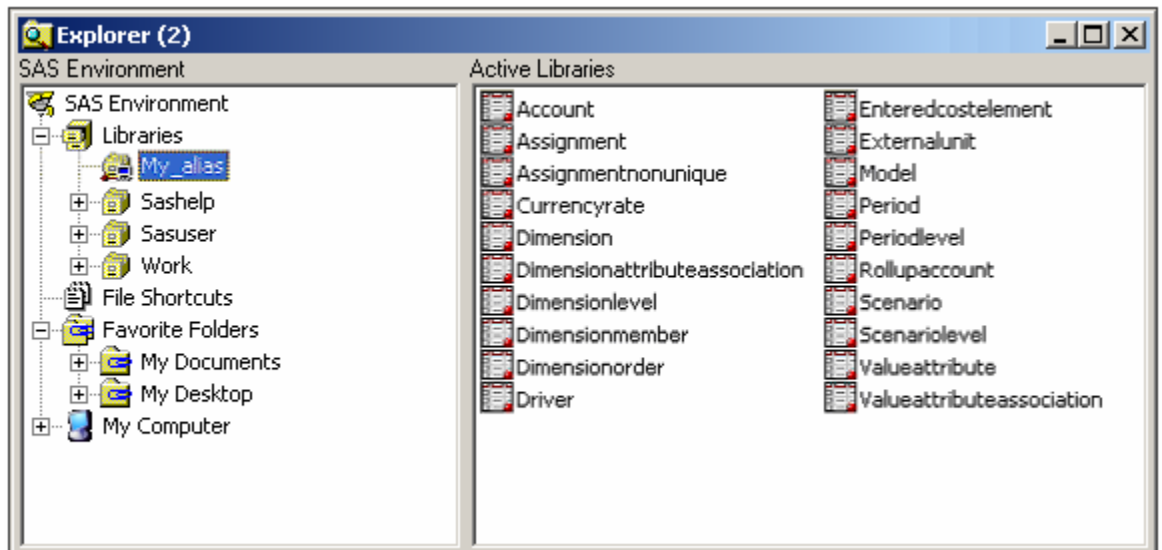 Explorer (2)
SAS Environment
Active Libraries
SAS Environment
Libraries
My_alias
Sashelp
Sasuser
Work
File Shortcuts
Favorite Folders
My Documents
My Desktop
My Computer
Account
Assignment
Assignmentnonunique
Currencyrate
Dimension
Dimensionattributeassociation
Dimensionlevel
Dimensionmember
Dimensionorder
Driver
Enteredcostelement
Externalunit
Model
Period
Periodlevel
Rollupaccount
Scenario
Scenariolevel
Valueattribute
Valueattributeassociation